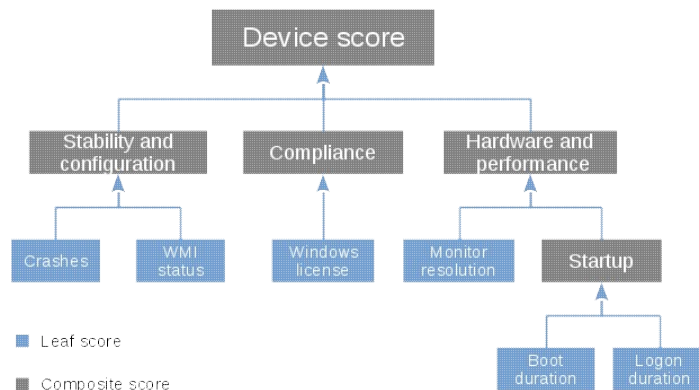 Device score
Stability and
configuration
Compliance
Hardware and
performance
Crashes
WMI
status
Windows
license
Monitor
resolution
Startup
Leaf score
Boot
duration
Logon
duration
Composite score